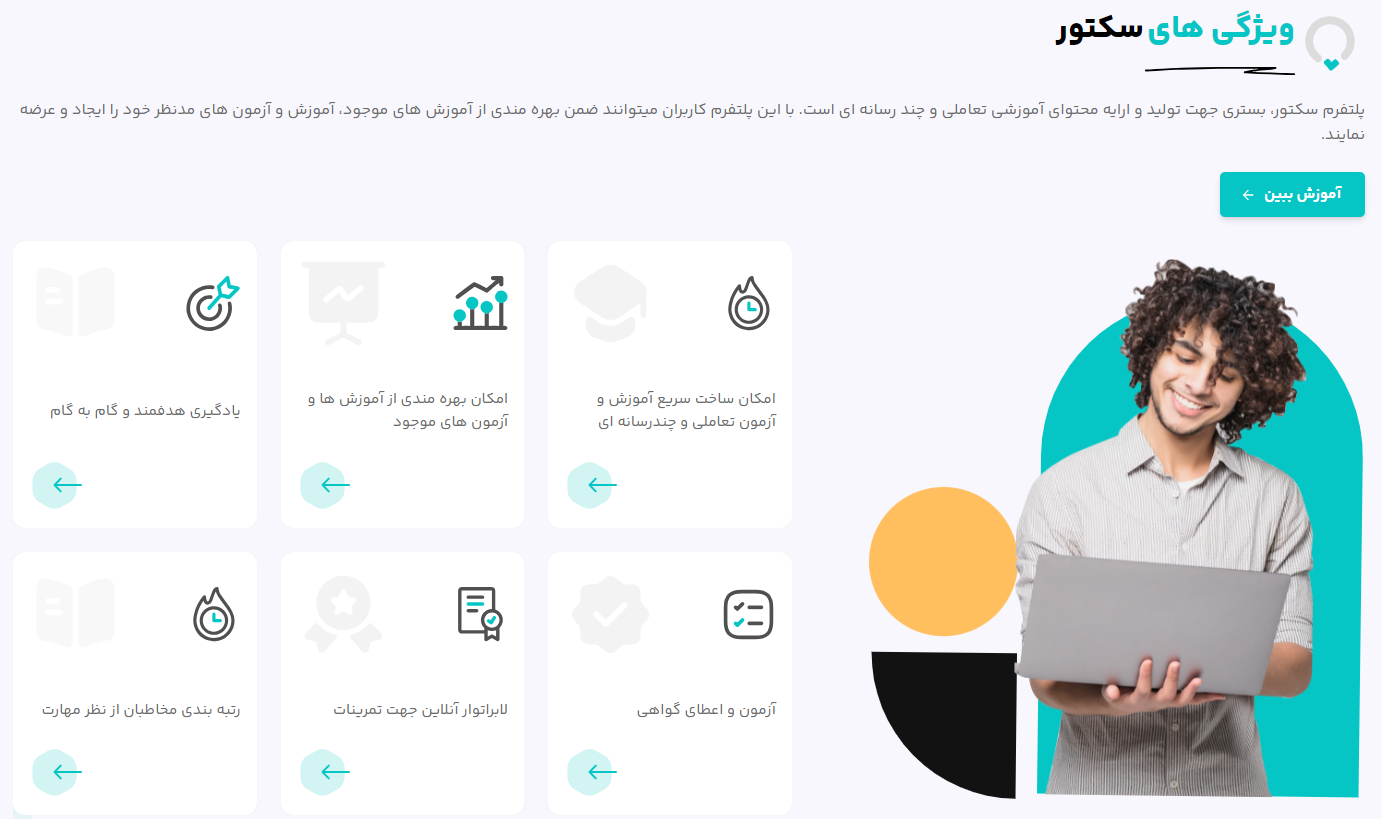 ویژگی های سکتور
پلتفرم سکتور، بستری جهت تولید و ارایه محتوای آموزشی تعاملی و چند رسانه ای است. با این پلتفرم کاربران میتوانند ضمن بهره مندی از آموزش های موجود، آموزش و آزمون های مدنظر خود را ایجاد و عرضه
نمایند.
آموزش ببین
امکان ساخت سریع آموزش و
آزمون تعاملی و چندرسانه ای
امکان بهره مندی از آموزش ها و
آزمون های موجود
یادگیری هدفمند و گام به گام
آزمون و اعطای گواهی
لابراتوار آنلاین جهت تمرینات
رتبه بندی مخاطبان از نظر مهارت